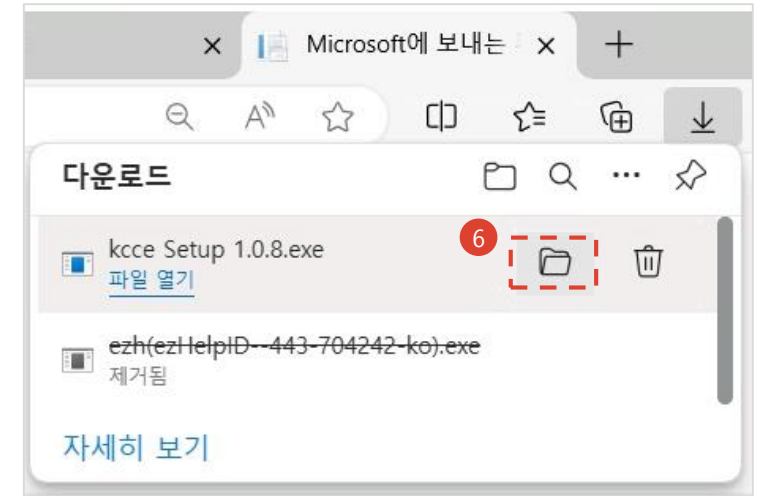 Microsoft에 보내는
다운로드
6
kcce Setup 1.0.8.exe
파일 열기
ezh(ezHelpID--443-704242-ko).exe
제거됨
자세히 보기